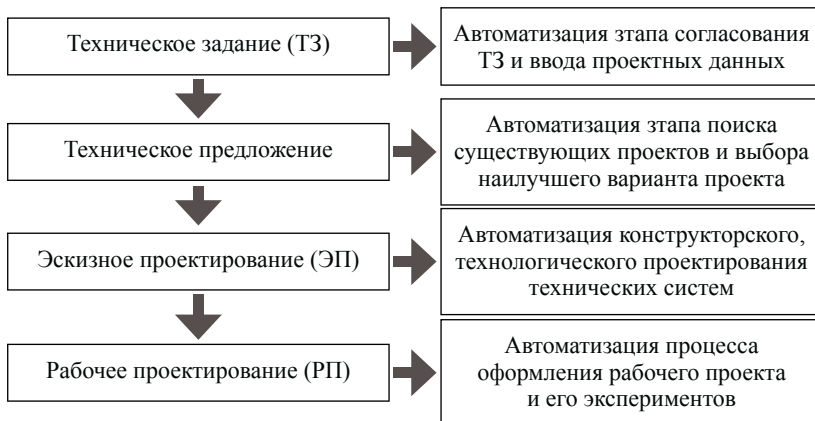 Техническое задание (ТЗ)
Автоматизация зтапа согласования
ТЗ и ввода проектных данных
Техническое предложение
Автоматизация зтапа поиска
существующих проектов и выбора
наилучшего варианта проекта
Эскизное проектирование (ЭП)
Автоматизация конструкторского,
технологического проектирования
технических систем
Рабочее проектирование (РП)
Автоматизация процесса
оформления рабочего проекта
и его экспериментов